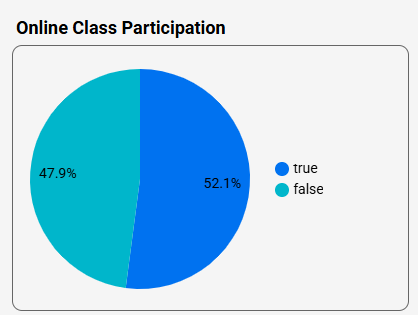 Online Class Participation
47.9%
52.1%
true
false